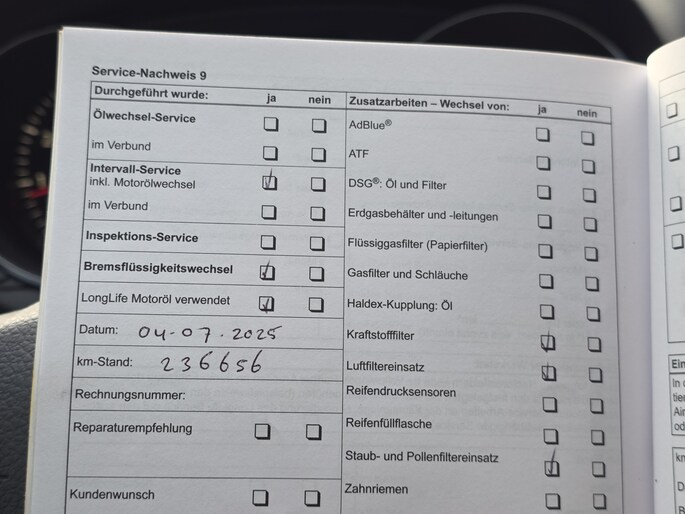 Service-Nachweis 9
Durchgeführt wurde: ja nein
Ölwechsel-Service
im Verbund
Intervall-Service
inkl. Motorölwechsel
im Verbund
Inspektions-Service
Bremsflüssigkeitswechsel
LongLife Motoröl verwendet
Datum: 04-07.2025
km-Stand: 236656
Rechnungsnummer:
Reparaturempfehlung
Kundenwunsch
Zusatzarbeiten – Wechsel von: ja nein
AdBlue®
ATF
DSG®: Öl und Filter
Erdgasbehälter und -leitungen
Flüssiggasfilter (Papierfilter)
Gasfilter und Schläuche
Haldex-Kupplung: Öl
Kraftstofffilter
Luftfiltereinsatz
Reifendrucksensoren
Reifenfüllflasche
Staub- und Pollenfiltereinsatz
Zahnriemen